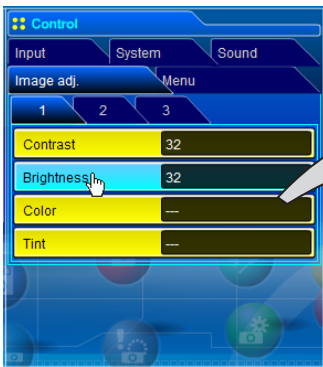 Control
Input System Sound
Image adj. Menu
1 2 3
Contrast 32
Brightness 32
Color ---
Tint ---